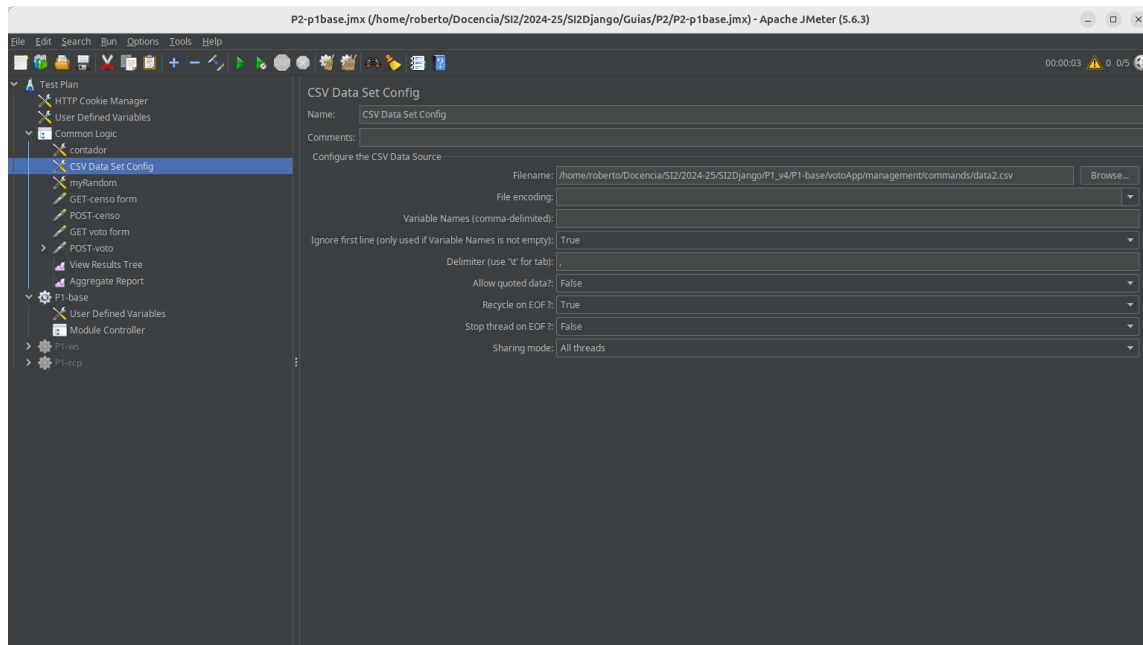 P2-p1base.jmx (/home/roberto/Docencia/SI2/2024-25/SI2Django/Guias/P2/P2-p1base.jmx) - Apache JMeter (5.6.3)
File Edit Search Run Options Tools Help
00:00:03 0 0/5
Test Plan
HTTP Cookie Manager
User Defined Variables
Common Logic
contador
CSV Data Set Config
myRandom
GET-censo form
POST-censo
GET voto form
POST-voto
View Results Tree
Aggregate Report
P1-base
User Defined Variables
Module Controller
P1-ws
P1-rcp
CSV Data Set Config
Name: CSV Data Set Config
Comments:
Configure the CSV Data Source
Filename: /home/roberto/Docencia/SI2/2024-25/SI2Django/P1_v4/P1-base/votoApp/management/commands/data2.csv Browse...
File encoding:
Variable Names (comma-delimited):
Ignore first line (only used if Variable Names is not empty): True
Delimiter (use '\t' for tab): ,
Allow quoted data?: False
Recycle on EOF ?: True
Stop thread on EOF ?: False
Sharing mode: All threads